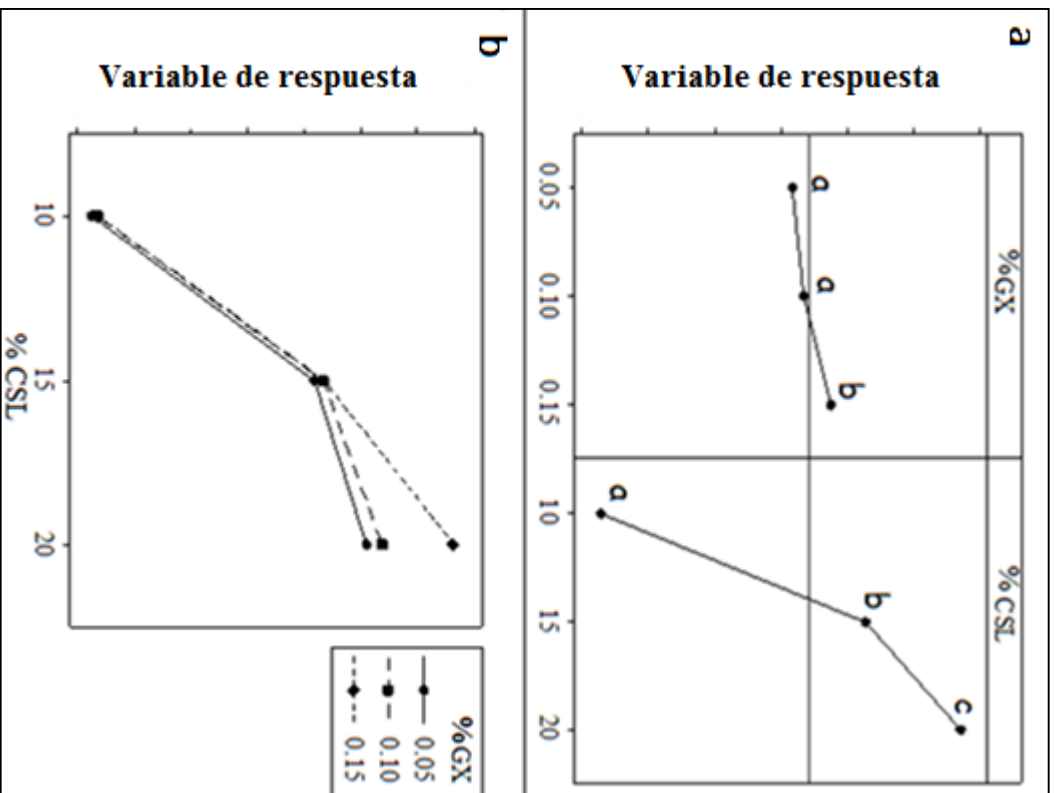 a
Variable de respuesta
%GX
%CSL
a
a
b
a
b
c
0.05
0.10
0.15
10
15
20
b
Variable de respuesta
10
15
20
% CSL
%GX
0.05
0.10
0.15